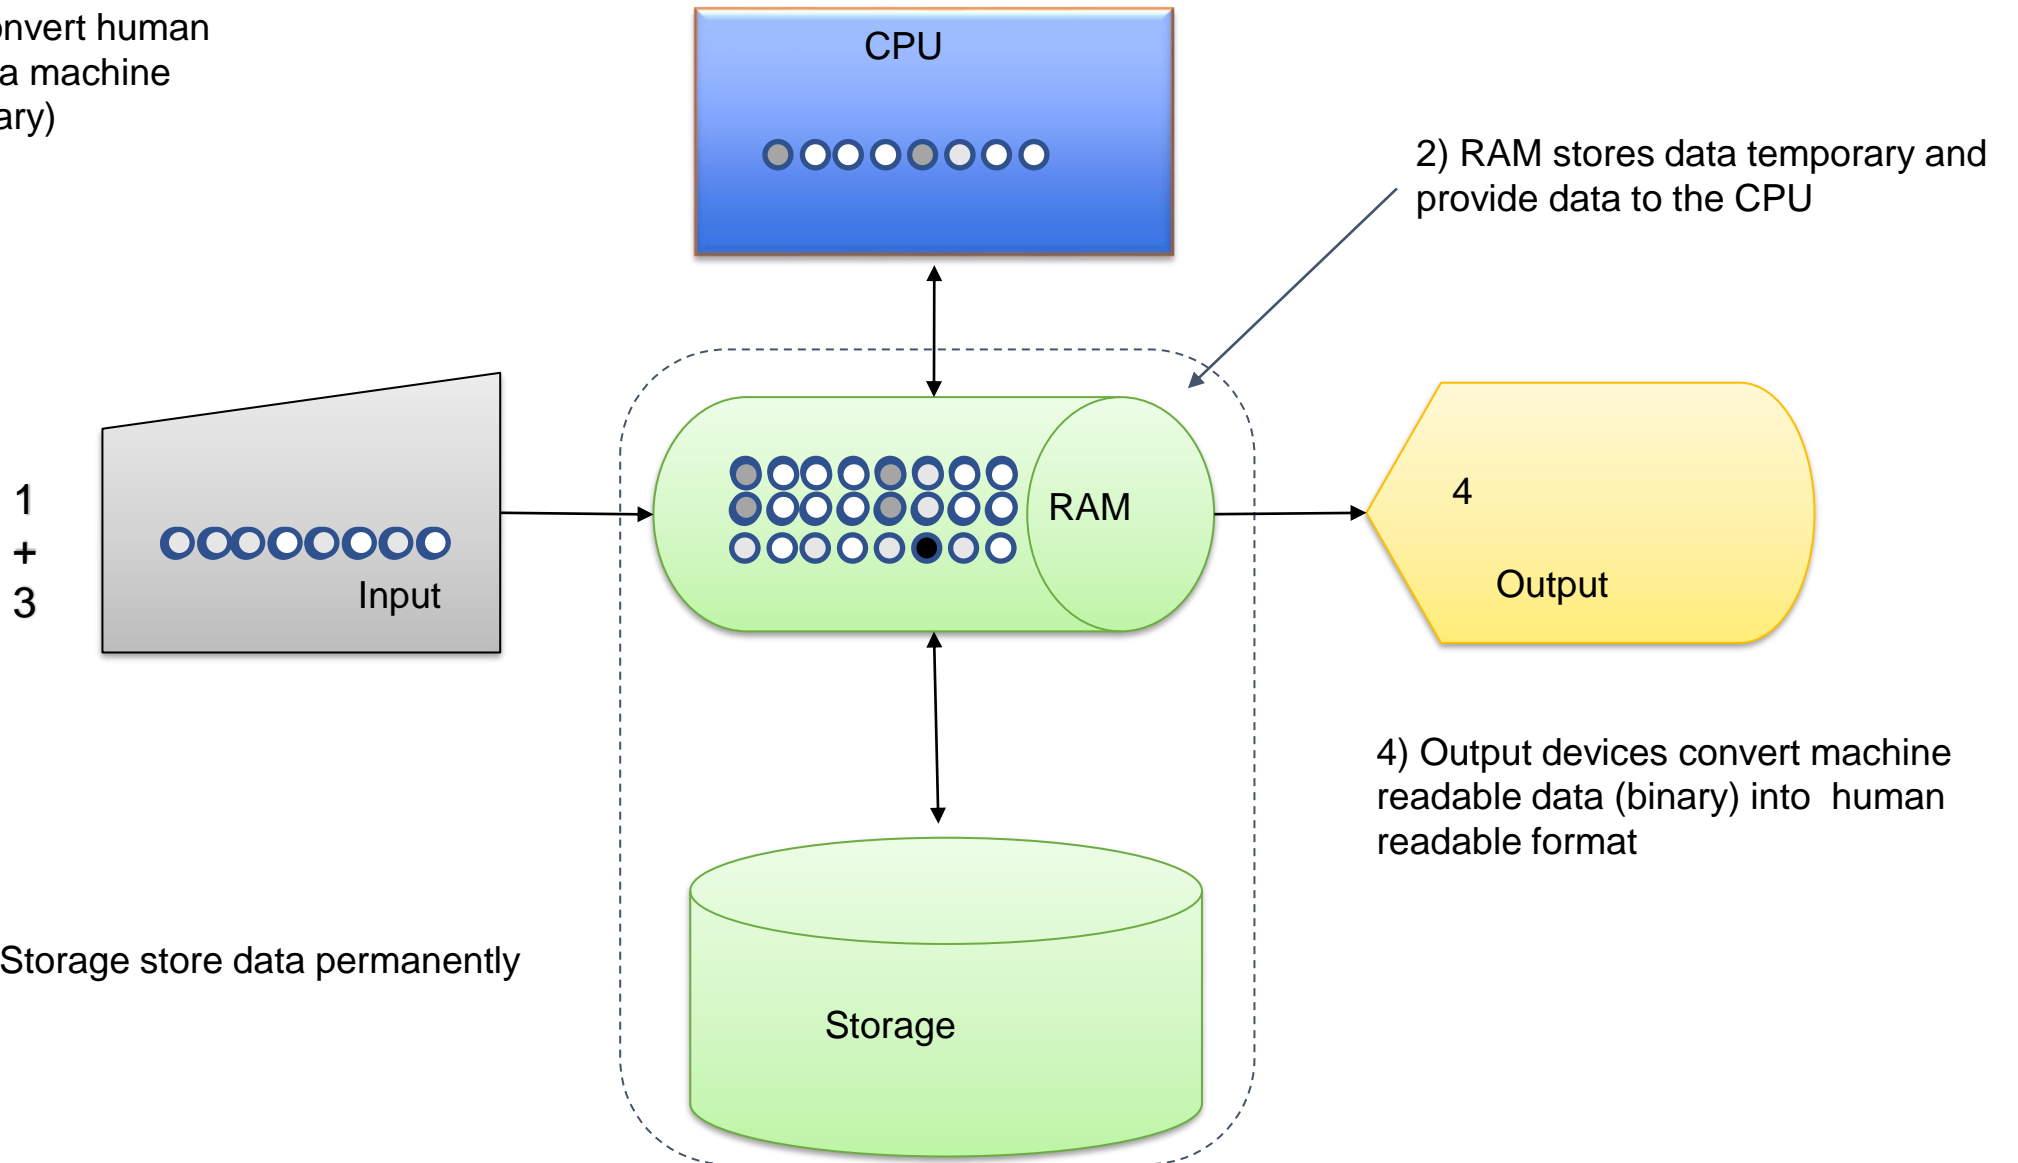 convert human
a machine
ary)
CPU
2) RAM stores data temporary and
provide data to the CPU
1
+
3
Input
RAM
4
Output
4) Output devices convert machine
readable data (binary) into  human
readable format
Storage store data permanently
Storage